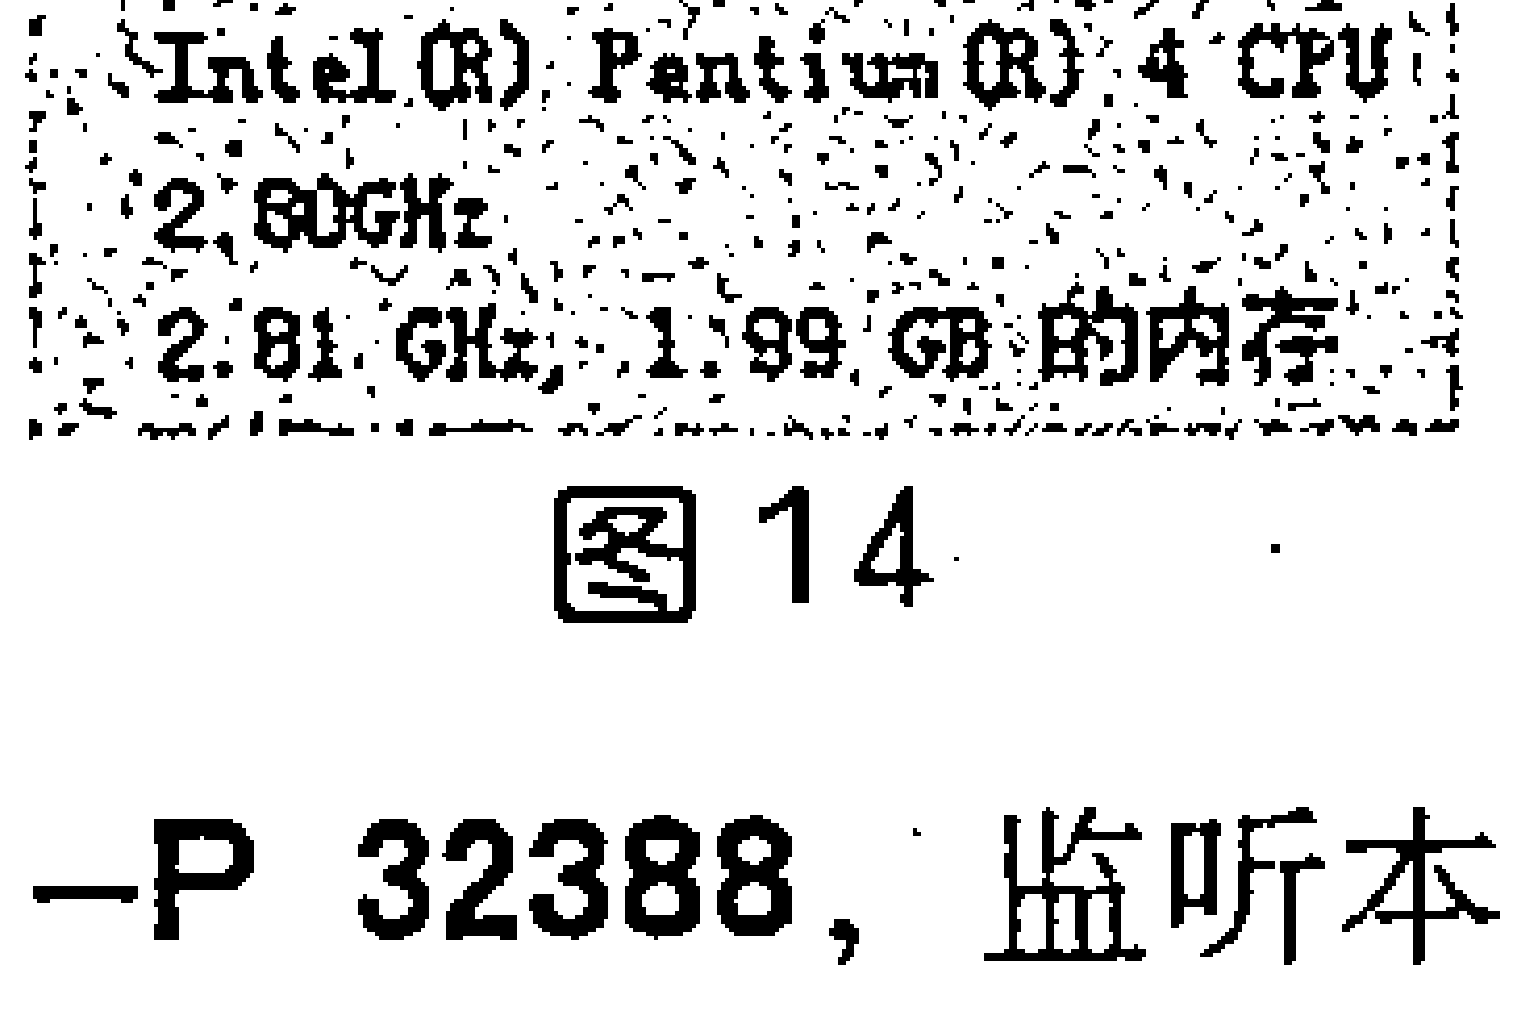 Intel(R) Pentium(R) 4 CPU
2.80GHz
2.81 GHz, 1.99 GB 的内存
图 14
—P 32388, 监听本